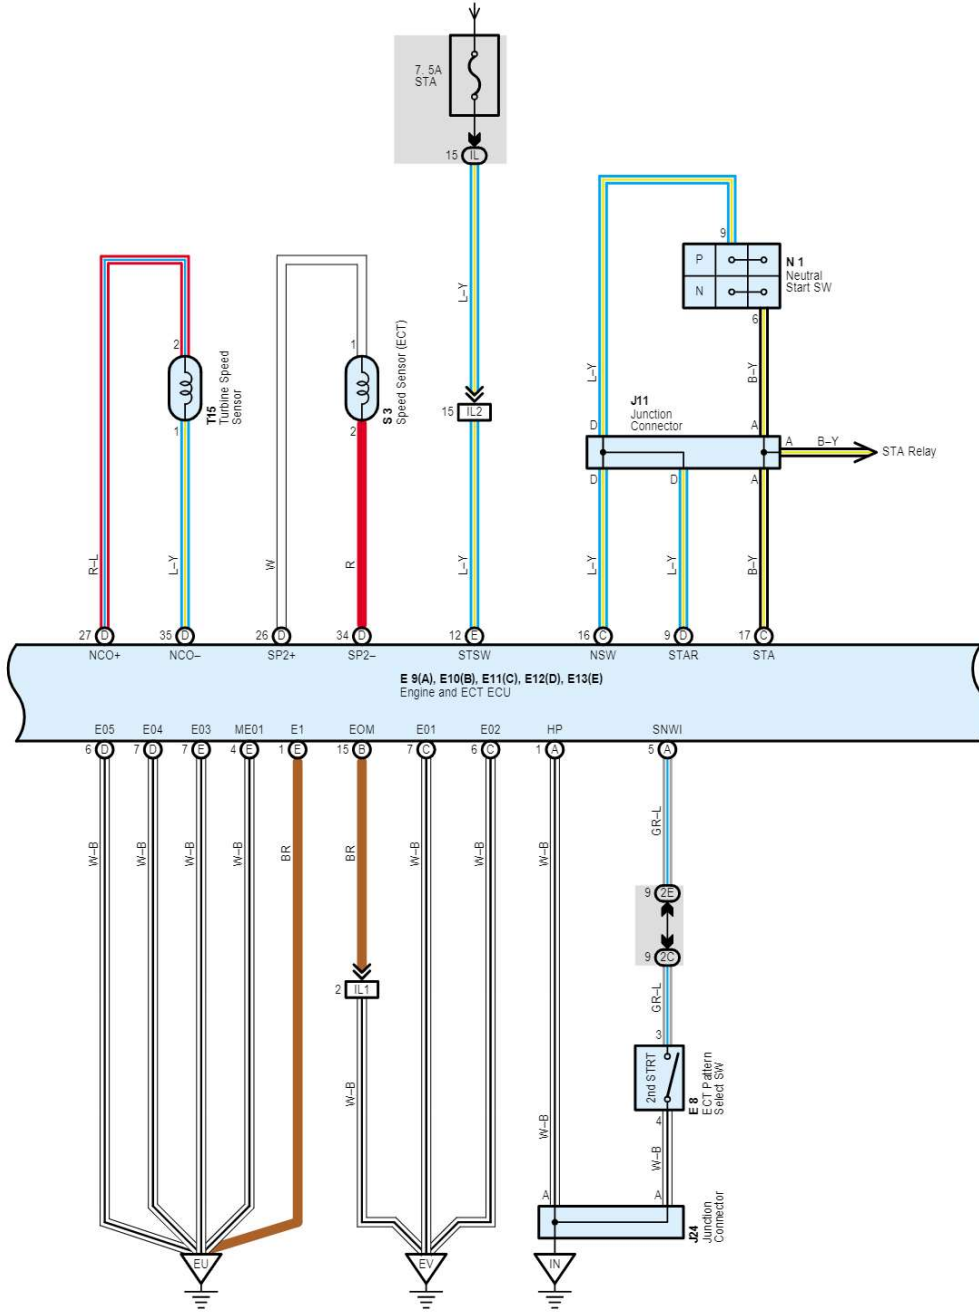 7. 5A
STA
15 IL
9
P
N
N 1
Neutral
Start SW
6
L–Y
L–Y
B–Y
2
T15
Turbine Speed
Sensor
1
1
S 3
Speed Sensor (ECT)
2
15 IL2
J11
Junction
Connector
D
A
A
B–Y
STA Relay
D
D
A
R–L
L–Y
W
R
L–Y
L–Y
L–Y
B–Y
27 D
35 D
26 D
34 D
12 E
16 C
9 D
17 C
NCO+
NCO–
SP2+
SP2–
STSW
NSW
STAR
STA
E 9(A), E10(B), E11(C), E12(D), E13(E)
Engine and ECT ECU
E05
E04
E03
ME01
E1
EOM
E01
E02
HP
SNWI
6 D
7 D
7 E
4 E
1 E
15 B
7 C
6 C
1 A
5 A
W–B
W–B
W–B
W–B
BR
BR
W–B
W–B
W–B
GR–L
9 2E
9 2C
2 IL1
GR–L
3
2nd STRT
E 8
ECT Pattern
Select SW
4
W–B
W–B
W–B
A
A
J24
Junction
Connector
EU
EV
IN